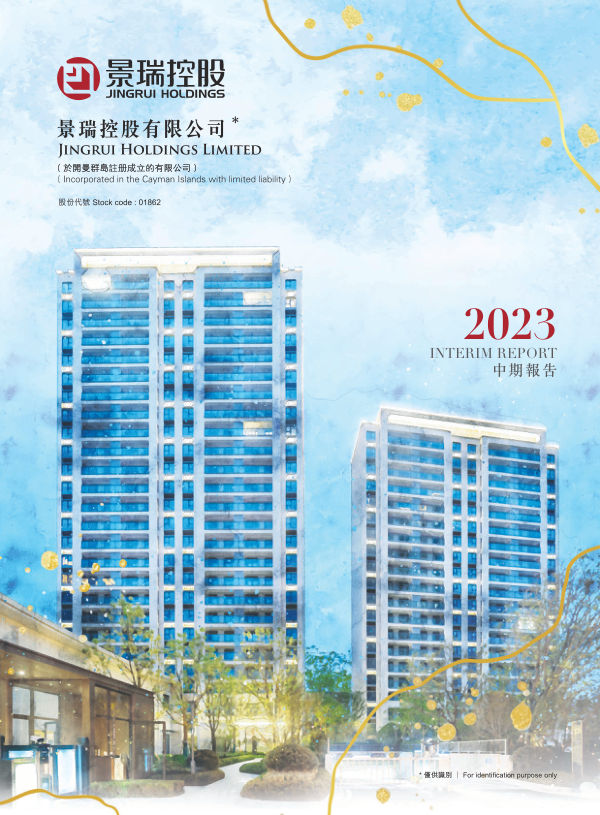 景瑞控股
JINGRUI HOLDINGS
景瑞控股有限公司*
JINGRUI HOLDINGS LIMITED
(於開曼群島註册成立的有限公司)
(Incorporated in the Cayman Islands with limited liability)
股份代號 Stock code : 01862
2023
INTERIM REPORT
中期報告
* 僅供識別 | For identification purpose only